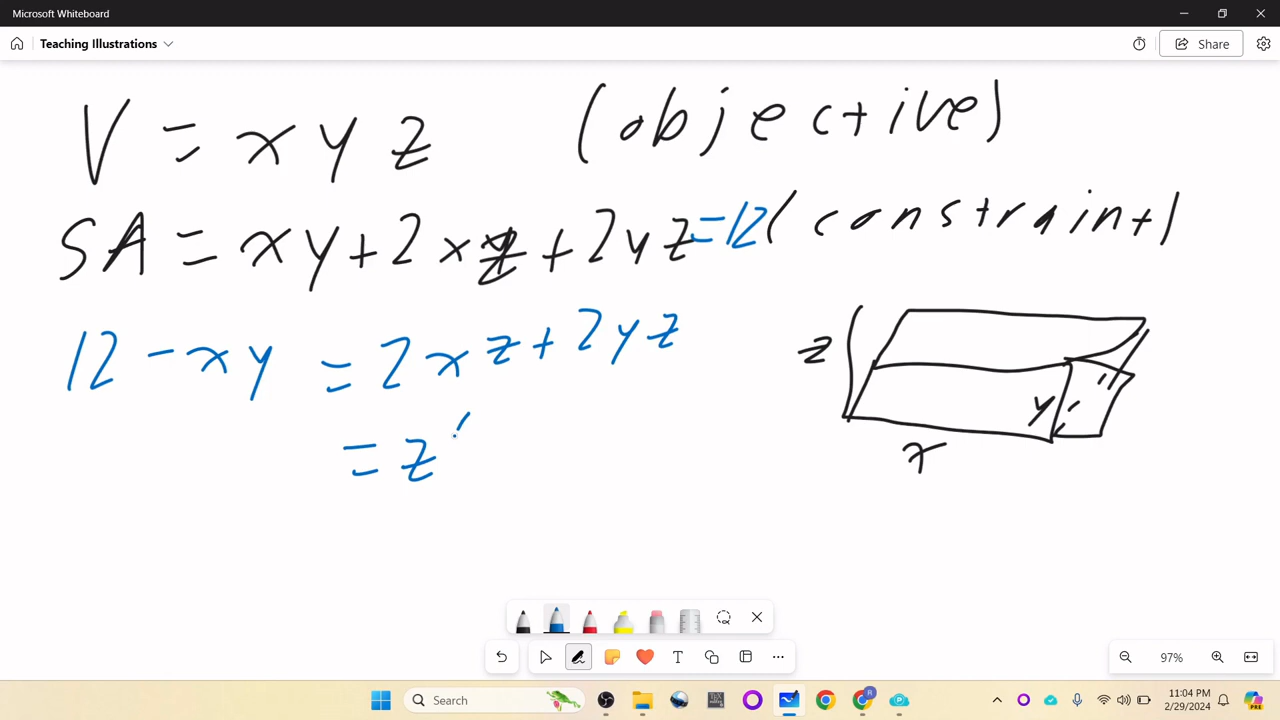 Microsoft Whiteboard
Teaching Illustrations
Share
V = x y z (objective)
SA = xy + 2xz + 2yz = 12 (constraint)
12 - xy = 2xz + 2yz
= z (
z
y
x
97%
Search
11:04 PM
2/29/2024
PRE